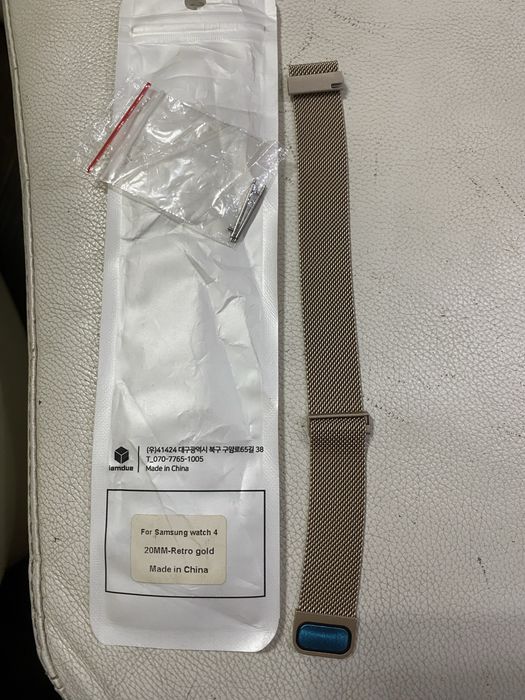 (우)41424 대구광역시 북구 구암로65길 38
T_070-7765-1005
iamdua | Made in China
For Samsung watch 4
20MM-Retro gold
Made in China